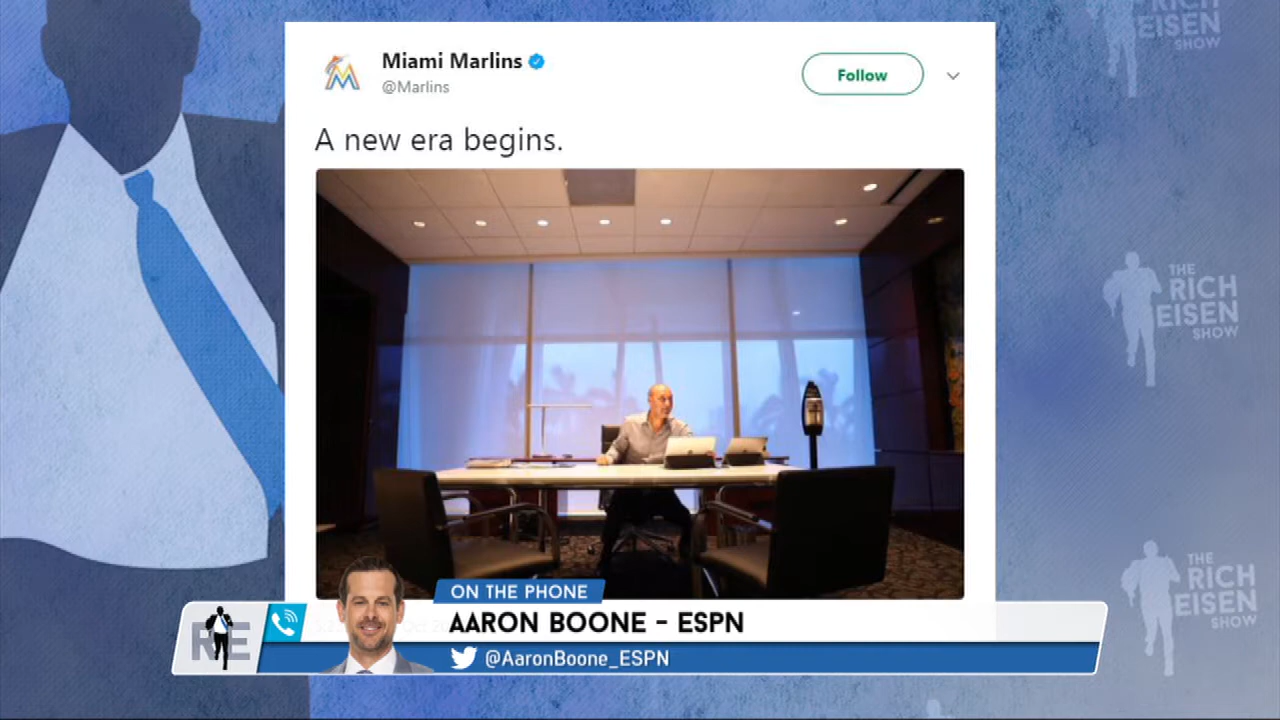 THE
RICH
EISEN
SHOW
Miami Marlins
@Marlins
Follow
A new era begins.
THE
RICH
EISEN
SHOW
ON THE PHONE
AARON BOONE - ESPN
@AaronBoone_ESPN
RE
THE
RICH
EISEN
SHOW